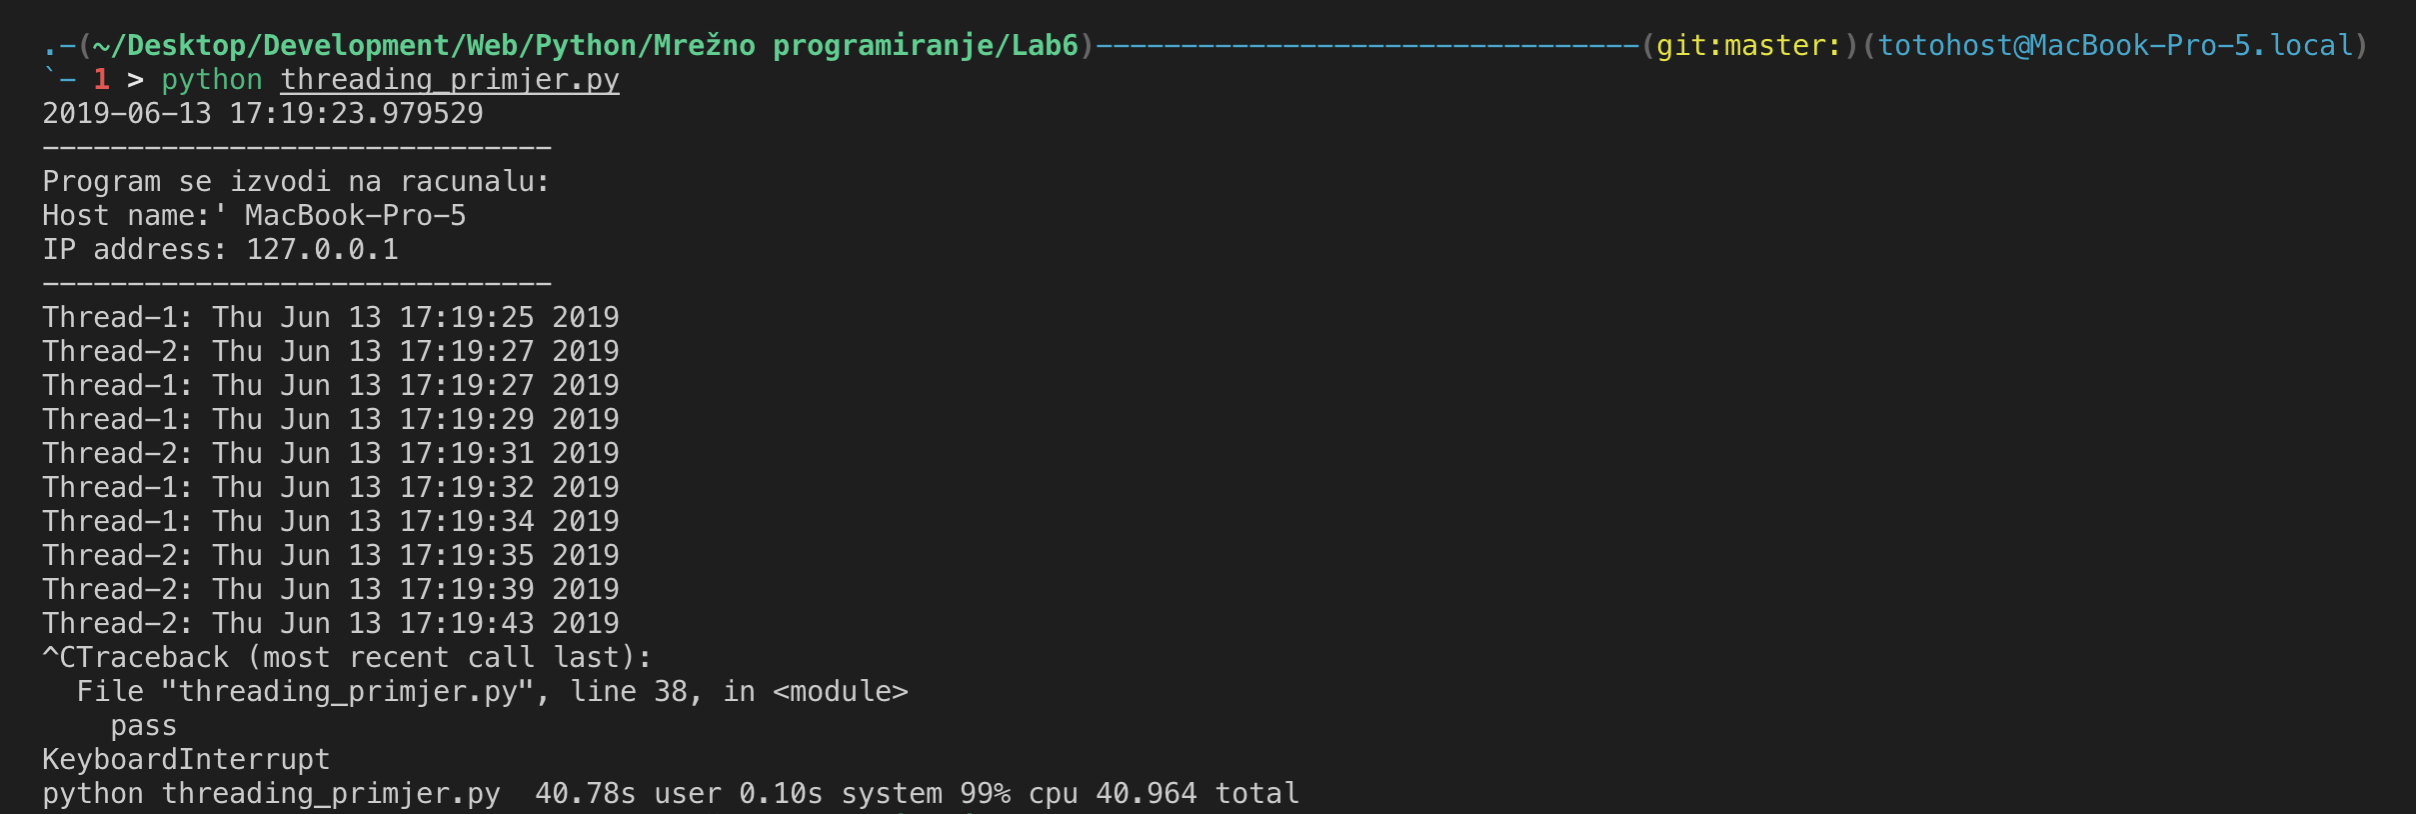 .-(~/Desktop/Development/Web/Python/Mrežno programiranje/Lab6)--------------------------------(git:master:)(totohost@MacBook-Pro-5.local)
`- 1 > python threading_primjer.py
2019-06-13 17:19:23.979529
------------------------------
Program se izvodi na racunalu:
Host name:' MacBook-Pro-5
IP address: 127.0.0.1
------------------------------
Thread-1: Thu Jun 13 17:19:25 2019
Thread-2: Thu Jun 13 17:19:27 2019
Thread-1: Thu Jun 13 17:19:27 2019
Thread-1: Thu Jun 13 17:19:29 2019
Thread-2: Thu Jun 13 17:19:31 2019
Thread-1: Thu Jun 13 17:19:32 2019
Thread-1: Thu Jun 13 17:19:34 2019
Thread-2: Thu Jun 13 17:19:35 2019
Thread-2: Thu Jun 13 17:19:39 2019
Thread-2: Thu Jun 13 17:19:43 2019
^CTraceback (most recent call last):
  File "threading_primjer.py", line 38, in <module>
    pass
KeyboardInterrupt
python threading_primjer.py  40.78s user 0.10s system 99% cpu 40.964 total